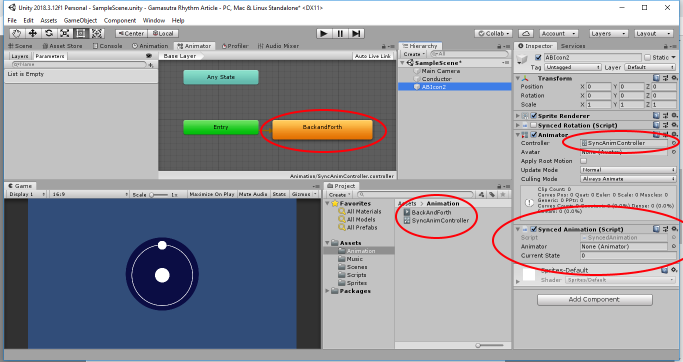 Unity 2018.3.12f1 Personal - SampleScene.unity - Gamasutra Rhythm Article - PC, Mac & Linux Standalone* <DX11>
File Edit Assets GameObject Component Window Help
Center Local Collab Account Layers Layout
Scene Asset Store Console Animation Animator Profiler Audio Mixer
Layers Parameters Base Layer Auto Live Link
Name
List is Empty
Any State
Entry
BackandForth
Animation/SyncAnimController.controller
Hierarchy
Create All
SampleScene*
Main Camera
Conductor
ABIcon2
Game
Display 1 16:9 Scale 1x Maximize On Play Mute Audio Stats Gizmos
Project
Create
Favorites
All Materials
All Models
All Prefabs
Assets
Animation
Music
Scenes
Scripts
Sprites
Packages
Assets Animation
BackAndForth
SyncAnimController
Inspector Services
ABIcon2 Static
Tag Untagged Layer Default
Transform
Position X 0 Y 0 Z 0
Rotation X 0 Y 0 Z 0
Scale X 1 Y 1 Z 1
Sprite Renderer
Synced Rotation (Script)
Animator
Controller SyncAnimController
Avatar None (Avatar)
Apply Root Motion
Update Mode Normal
Culling Mode Always Animate
Clip Count: 0
Curves Pos: 0 Quat: 0 Euler: 0 Scale: 0 Muscles: 0
Generic: 0 PPtr: 0
Curves Count: 0 Constant: 0 (0.0%) Dense: 0 (0.0%)
Stream: 0 (0.0%)
Synced Animation (Script)
Script SyncedAnimation
Animator None (Animator)
Current State 0
Sprites-Default
Shader Sprites/Default
Add Component